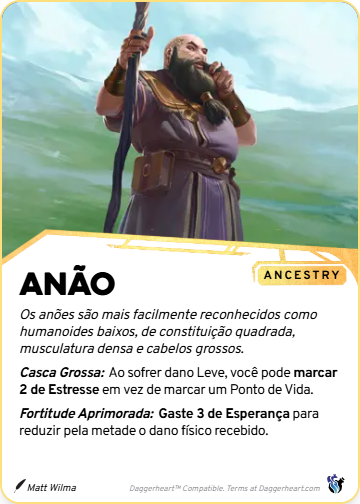 ANCESTRY
ANÃO
Os anões são mais facilmente reconhecidos como
humanoides baixos, de constituição quadrada,
musculatura densa e cabelos grossos.
Casca Grossa: Ao sofrer dano Leve, você pode marcar
2 de Estresse em vez de marcar um Ponto de Vida.
Fortitude Aprimorada: Gaste 3 de Esperança para
reduzir pela metade o dano físico recebido.
Matt Wilma
Daggerheart™ Compatible. Terms at Daggerheart.com